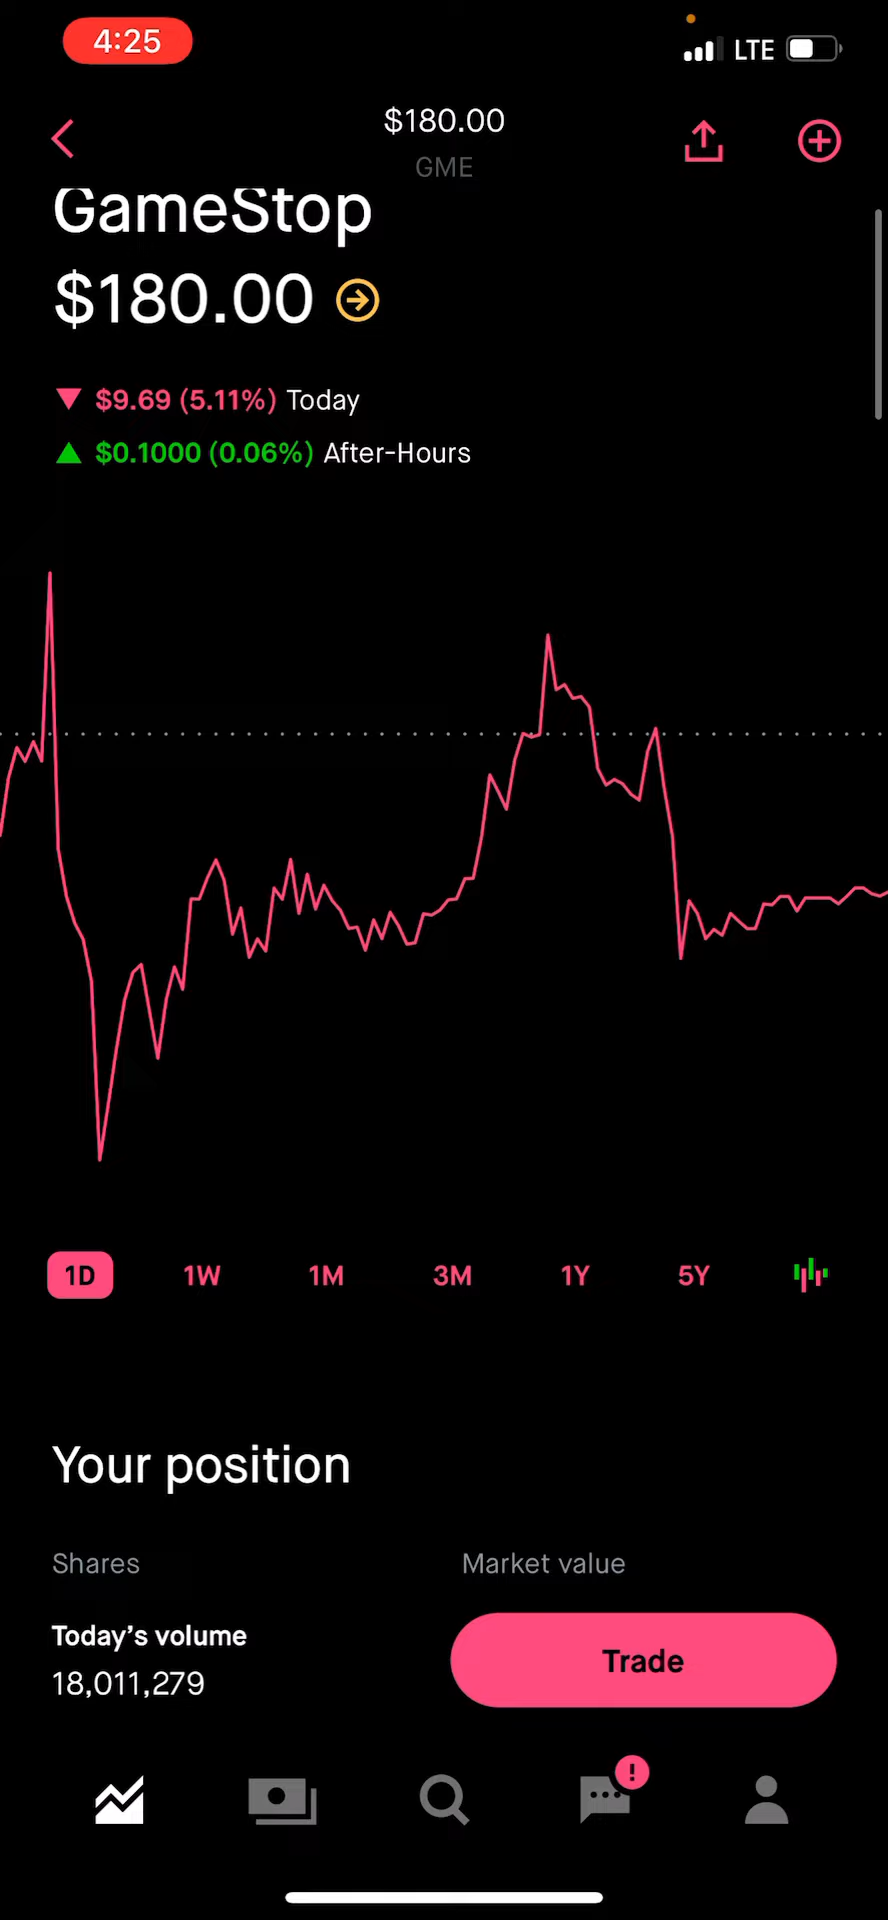 4:25
LTE
$180.00
GME
GameStop
$180.00
$9.69 (5.11%) Today
$0.1000 (0.06%) After-Hours
1D 1W 1M 3M 1Y 5Y
Your position
Shares Market value
Today's volume
18,011,279
Trade
!